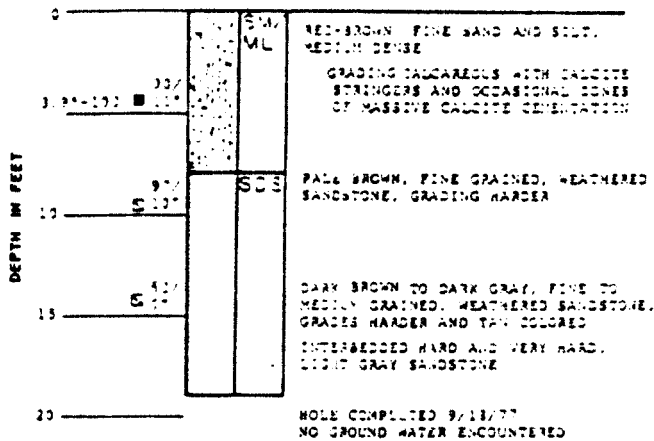 0
SM/
ML
RED-BROWN FINE SAND AND SILT,
MEDIUM DENSE
GRADING CALCAREOUS WITH CALCITE
STRINGERS AND OCCASIONAL ZONES
OF MASSIVE CALCITE CEMENTATION
DEPTH IN FEET
SDS
PALE BROWN, FINE GRAINED, WEATHERED
SANDSTONE, GRADING HARDER
10
DARK BROWN TO DARK GRAY, FINE TO
MEDIUM GRAINED, WEATHERED SANDSTONE,
GRADES HARDER AND TAN COLORED
15
INTERBEDDED HARD AND VERY HARD,
LIGHT GRAY SANDSTONE
20
HOLE COMPLETED 9/13/77
NO GROUND WATER ENCOUNTERED